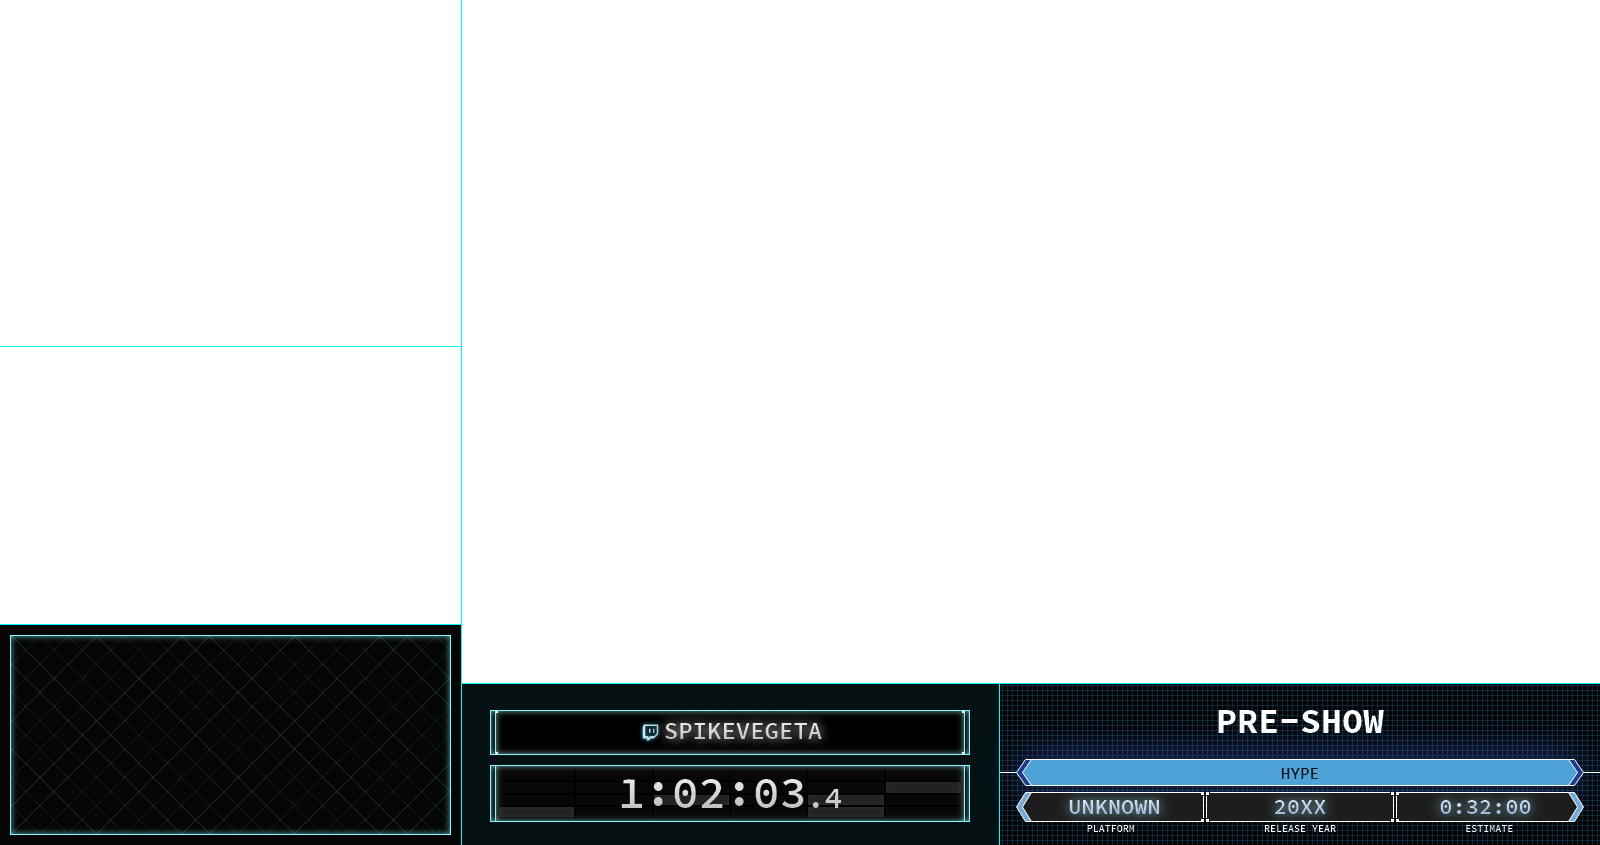 SPIKEVEGETA
1:02:03.4
PRE-SHOW
HYPE
UNKNOWN 20XX 0:32:00
PLATFORM RELEASE YEAR ESTIMATE